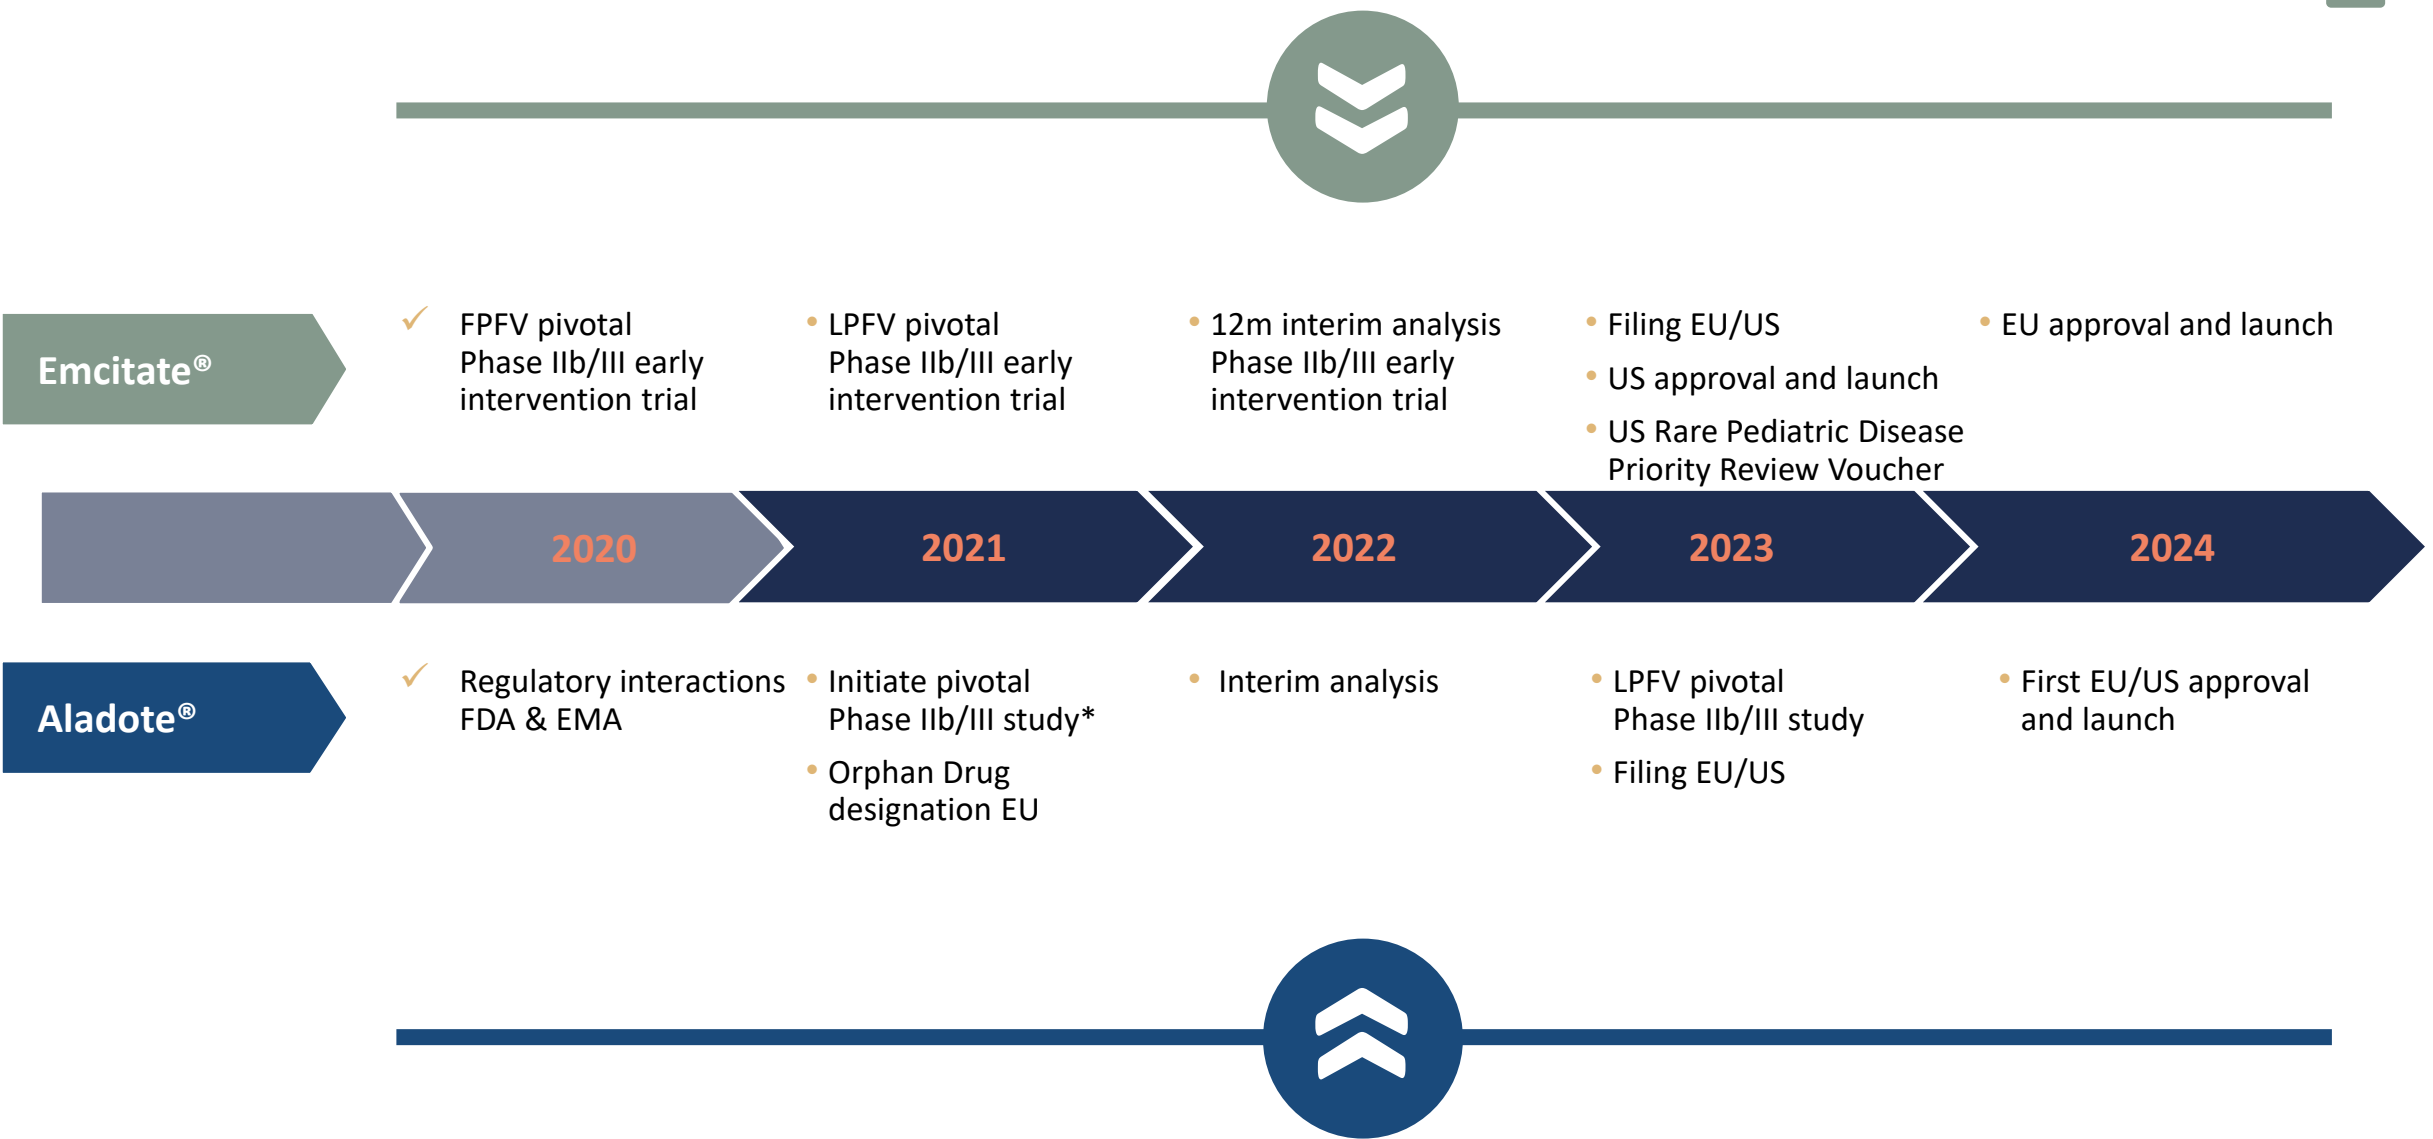 Emcitate®
✓ FPFV pivotal
Phase IIb/III early
intervention trial
• LPFV pivotal
Phase IIb/III early
intervention trial
• 12m interim analysis
Phase IIb/III early
intervention trial
• Filing EU/US
• US approval and launch
• US Rare Pediatric Disease
Priority Review Voucher
• EU approval and launch
2020
2021
2022
2023
2024
Aladote®
✓ Regulatory interactions
FDA & EMA
• Initiate pivotal
Phase IIb/III study*
• Orphan Drug
designation EU
• Interim analysis
• LPFV pivotal
Phase IIb/III study
• Filing EU/US
• First EU/US approval
and launch